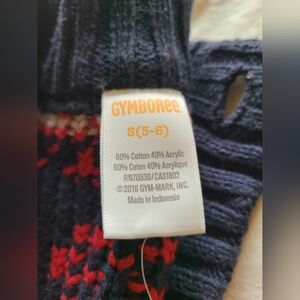 GYMBOREE
S(5-6)
60% Cotton 40% Acrylic
60% Coton 40% Acrylique
RN70530/CA31802
©2016 GYM-MARK, INC.
Made in Indonesia